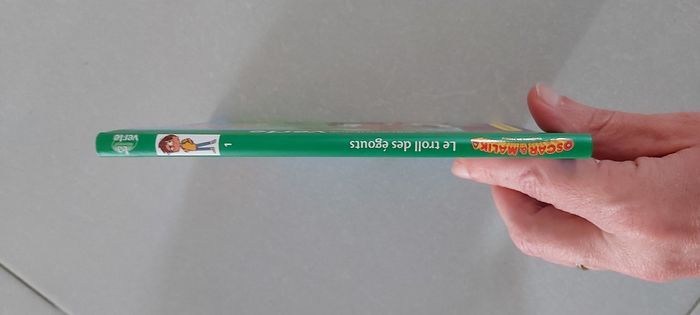 OSCAR & MALIKA
Le troll des égouts
1
verte